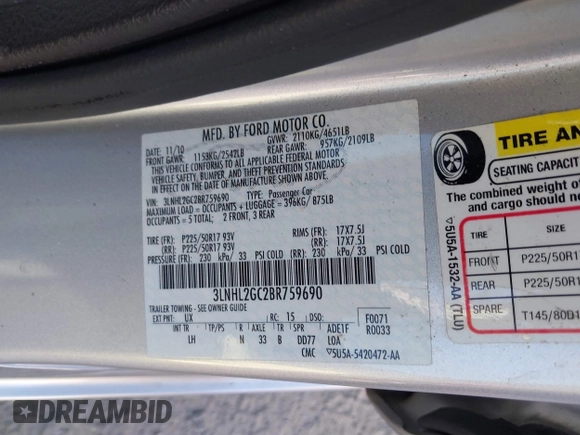 MFD. BY FORD MOTOR CO.
11/10 GVWR: 2110KG/4651LB
FRONT GAWR: 1153KG/2542LB REAR GAWR: 957KG/2109LB
THIS VEHICLE CONFORMS TO ALL APPLICABLE FEDERAL MOTOR
VEHICLE SAFETY, BUMPER, AND THEFT PREVENTION STANDARDS
IN EFFECT ON THE DATE OF MANUFACTURE SHOWN ABOVE.
VIN: 3LNHL2GC2BR759690 TYPE: Passenger Car
MAXIMUM LOAD = OCCUPANTS + LUGGAGE = 396KG/ 875LB
OCCUPANTS = 5 TOTAL; 2 FRONT, 3 REAR
TIRE (FR): P225/50R17 93V RIMS (FR): 17X7.5J
(RR): P225/50R17 93V (RR): 17X7.5J
PRESSURE (FR): 230 kPa/ 33 PSI COLD (RR): 230 kPa/ 33 PSI COLD
3LNHL2GC2BR759690
TRAILER TOWING - SEE OWNER GUIDE
EXT PNT: UX RC: 15 DSO: F0071
INT TR TP/PS R AXLE TR ADE1F R0033
LH N 33 B DD77 LOA
CMC ▽5U5A-5420472-AA
TIRE AN
SEATING CAPACIT
The combined weight of
and cargo should ne
▽5U5A-1532-AA (TLU)
SIZE
FRONT P225/50R1
REAR P225/50R1
SPARE T145/80D1
DREAMBID